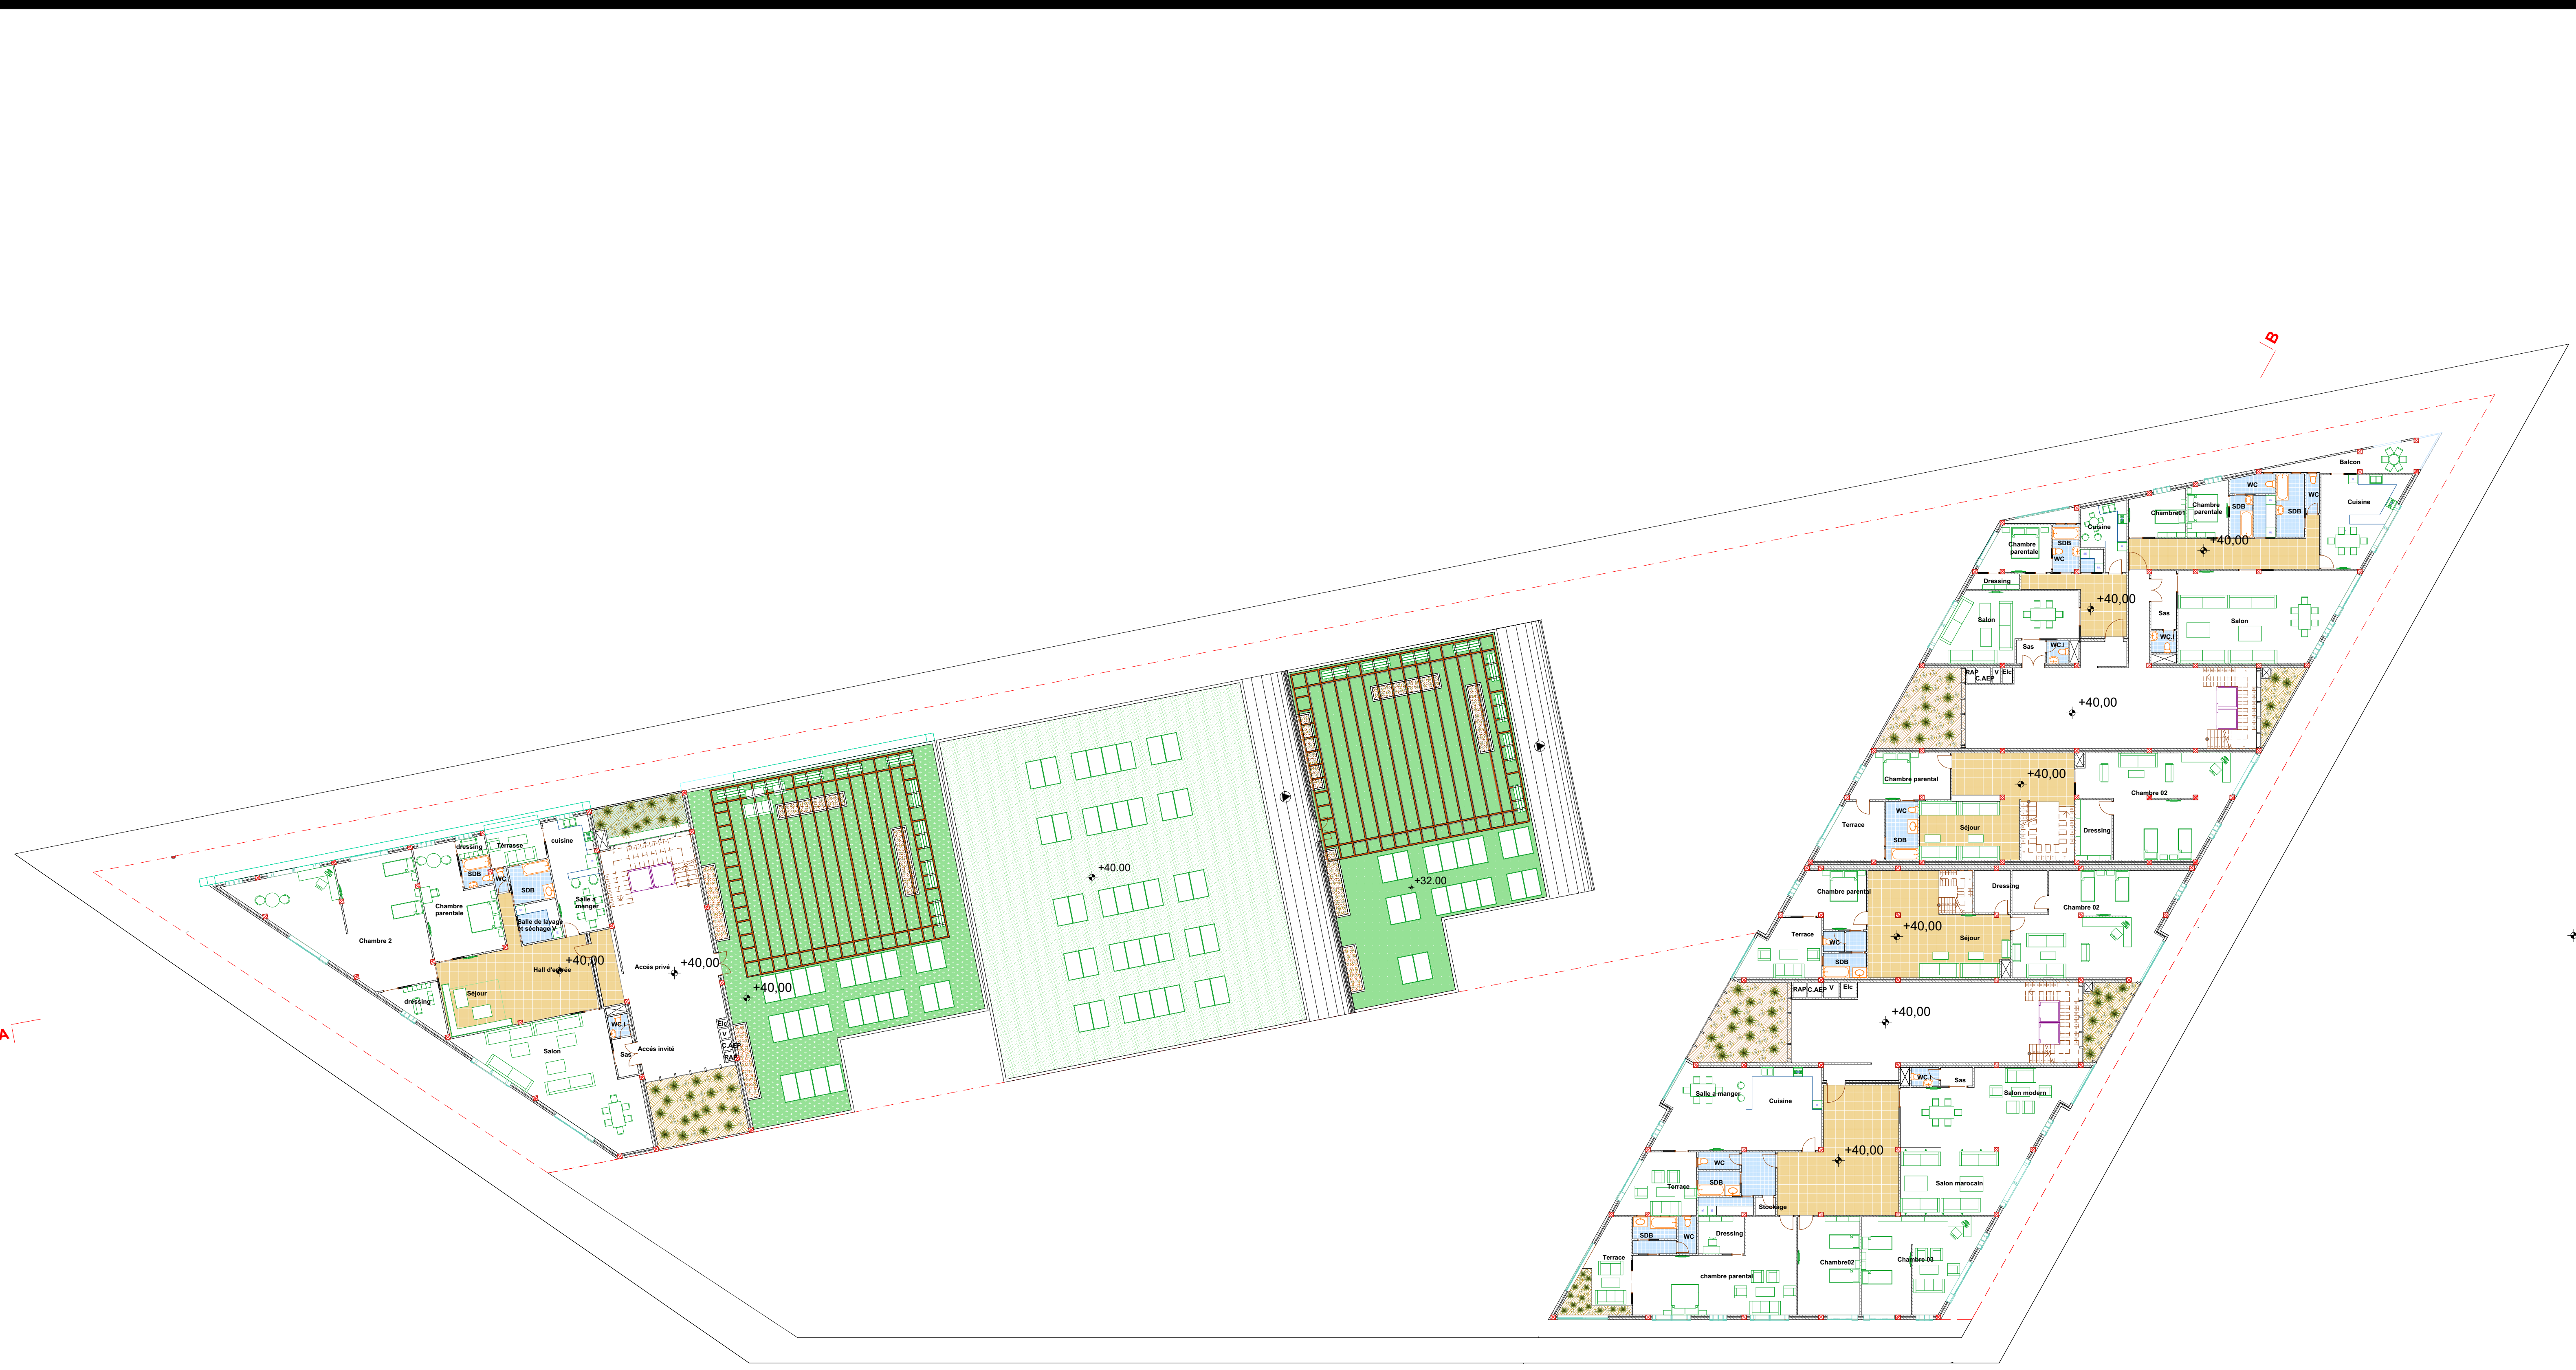 B
Balcon
WC
WC
Cuisine
Chambre
parentale
Chambre01
SDB
SDB
Cuisine
+40,00
Chambre
parentale
SDB
WC
Dressing
+40,00
Sas
Salon
Salon
WC.I
Sas
WC.I
RAP
C.AEP
V
Elc
+40,00
Chambre parental
+40,00
Chambre 02
WC
Terrace
Séjour
Dressing
SDB
Chambre parental
Dressing
Chambre 02
+40,00
Terrace
WC
Séjour
SDB
RAP
C.AEP
V
Elc
+40,00
WC.I
Sas
Salle a manger
Cuisine
Salon modern
+40,00
WC
SDB
Terrace
Salon marocain
Stockage
SDB
WC
Dressing
Terrace
Chambre02
Chambre 03
chambre parental
+32.00
+40.00
+40,00
dressing
Térrasse
cuisine
SDB
WC
SDB
Chambre
parentale
Salle à
manger
Salle de lavage
et séchage V
Chambre 2
Hall d'entrée
+40,00
Accés privé
+40,00
Séjour
dressing
WC.I
Elc
V
C.AEP
RAP
Sas
Accés invité
Salon
A